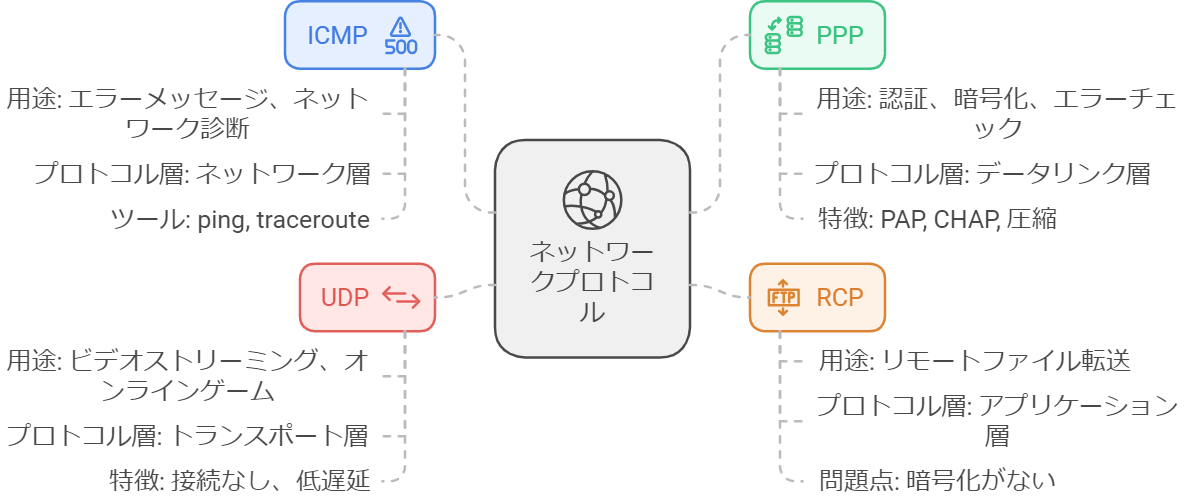 ICMP
500
用途: エラーメッセージ、ネット
ワーク診断
プロトコル層: ネットワーク層
ツール: ping, traceroute
PPP
用途: 認証、暗号化、エラーチェ
ック
プロトコル層: データリンク層
特徴: PAP, CHAP, 圧縮
ネットワー
クプロトコ
ル
UDP
用途: ビデオストリーミング、オ
ンラインゲーム
プロトコル層: トランスポート層
特徴: 接続なし、低遅延
FTP
RCP
用途: リモートファイル転送
プロトコル層: アプリケーション
層
問題点: 暗号化がない